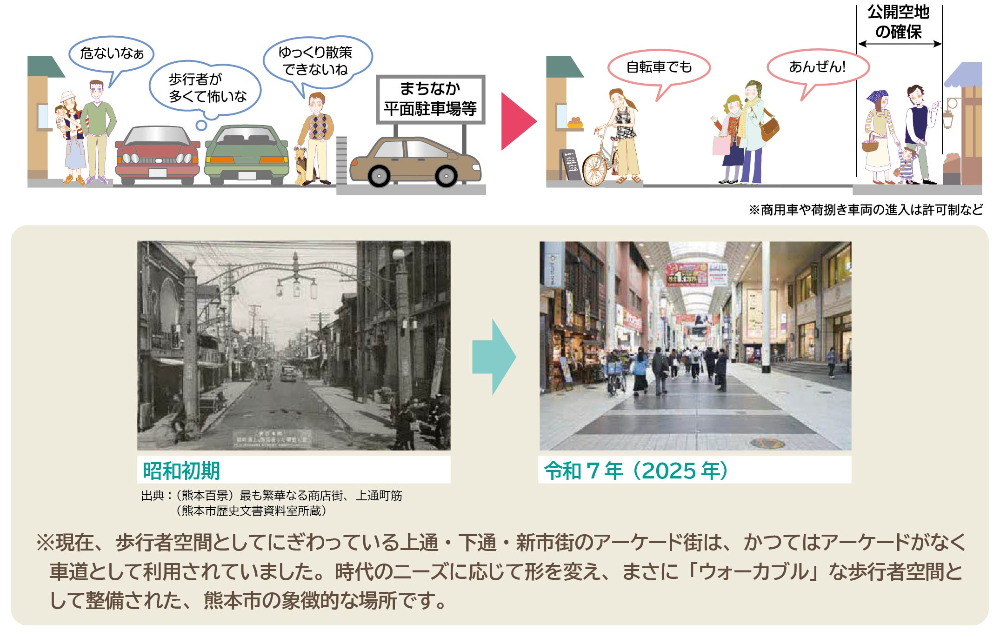 危ないなぁ
歩行者が
多くて怖いな
ゆっくり散策
できないね
まちなか
平面駐車場等
自転車でも
あんぜん!
公開空地
の確保
※商用車や荷捌き車両の進入は許可制など
昭和初期
出典：（熊本百景）最も繁華なる商店街、上通町筋
（熊本市歴史文書資料室所蔵）
令和７年（2025 年）
※現在、歩行者空間としてにぎわっている上通・下通・新市街のアーケード街は、かつてはアーケードがなく
車道として利用されていました。時代のニーズに応じて形を変え、まさに「ウォーカブル」な歩行者空間と
して整備された、熊本市の象徴的な場所です。